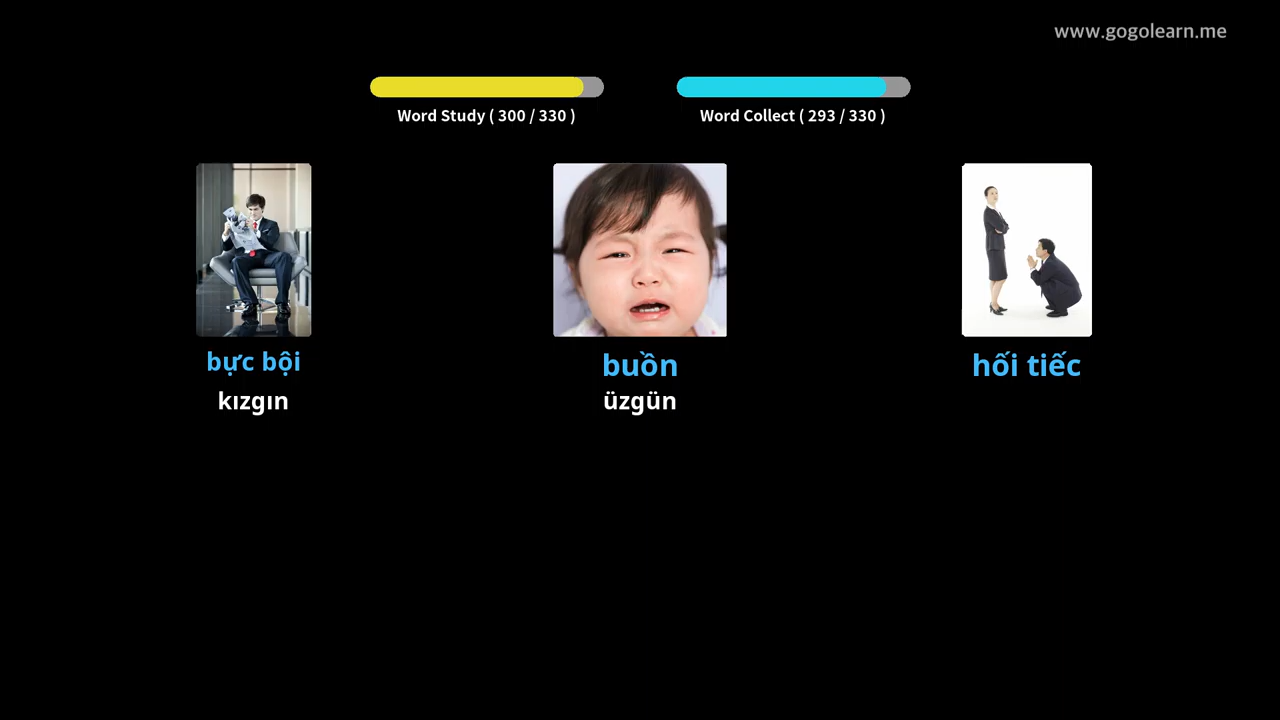 www.gogolearn.me
Word Study ( 300 / 330 )
Word Collect ( 293 / 330 )
bực bội
buồn
hối tiếc
kızgın
üzgün